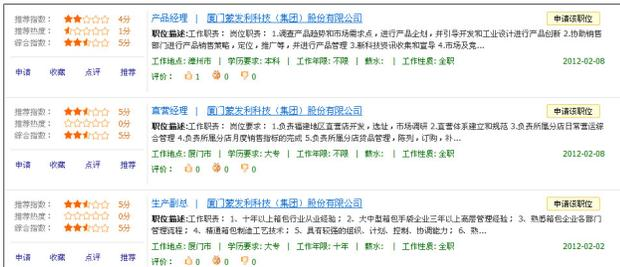 推荐指数： 4分
推荐热度： 1分
综合指数： 5分
申请 收藏 点评 推荐
产品经理 | 厦门蒙发利科技（集团）股份有限公司 申请该职位
职位描述:工作职责： 岗位要求：1.调查产品趋势和市场需求点，进行产品企划，并引导开发和工业设计进行产品创新 2.协助销售
部门进行产品销售策略，定位，推广等，并进行产品管理 3.新科技资讯收集和宣导 4.市场及竞...
工作地点：漳州市 | 学历要求：本科 | 工作年限：不限 | 薪水： | 工作性质：全职 2012-02-08
评价： 1 0 0
推荐指数： 5分
推荐热度： 0分
综合指数： 5分
申请 收藏 点评 推荐
直营经理 | 厦门蒙发利科技（集团）股份有限公司 申请该职位
职位描述:工作职责： 岗位要求：1.负责福建地区直营店开发，选址，市场调研 2.直营体系建立和规范 3.负责所属分店日常营运综
合管理 4.负责所属分店月度销售指标的完成 5.负责所属分店货品管理，陈列，订购，补...
工作地点：厦门市 | 学历要求：大专 | 工作年限：不限 | 薪水： | 工作性质：全职 2012-02-08
评价： 0 0 0
推荐指数： 5分
推荐热度： 0分
综合指数： 5分
申请 收藏 点评 推荐
生产副总 | 厦门蒙发利科技（集团）股份有限公司 申请该职位
职位描述:工作职责： 1、十年以上箱包行业从业经验； 2、大中型箱包手袋企业三年以上高层管理经验； 3、熟悉箱包企业各部门
管理流程； 4、精通箱包制造工艺技术； 5、具有较强的组织、计划、控制、协调能力； 6、熟...
工作地点：厦门市 | 学历要求：大专 | 工作年限：十年 | 薪水： | 工作性质：全职 2012-02-02
评价： 0 0 0